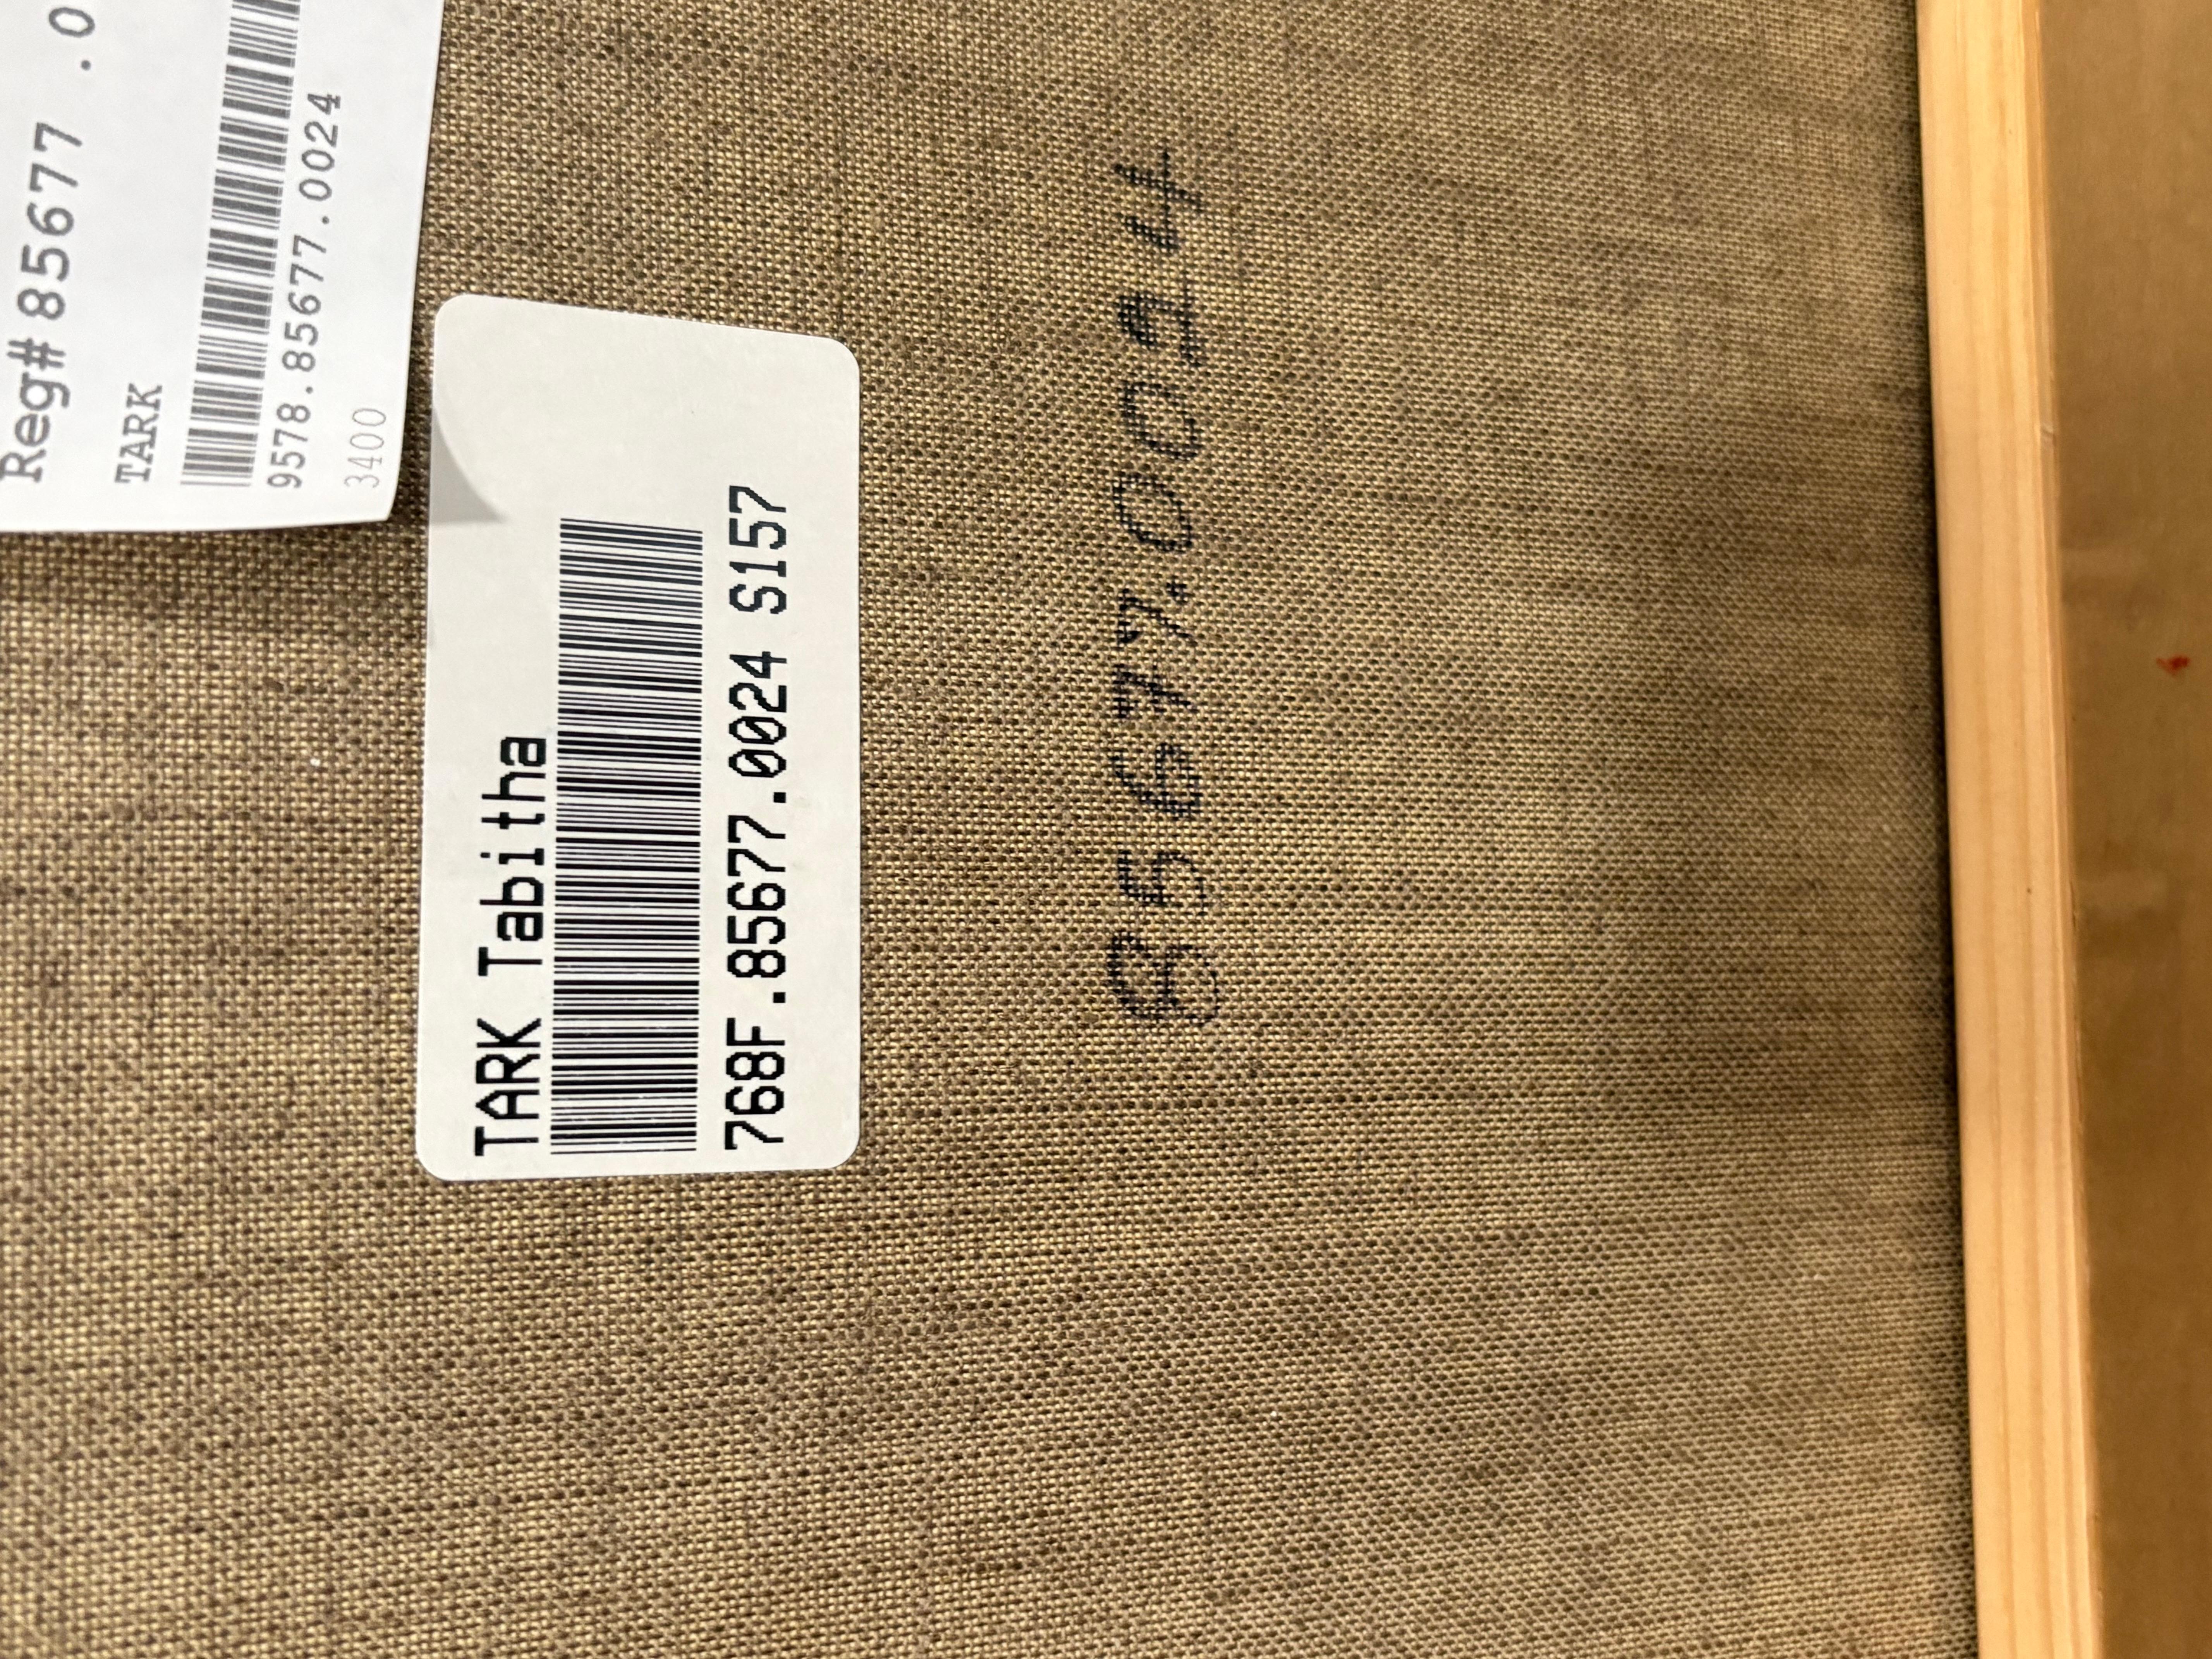 Reg# 85677 .0
TARK
9578.85677.0024
3400
TARK Tabitha
768F.85677.0024 S157
85677.0024